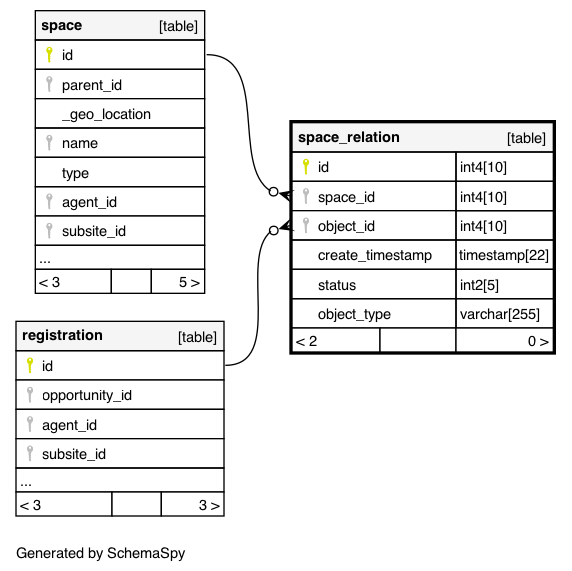 space [table]
id
parent_id
_geo_location
name
type
agent_id
subsite_id
...
< 3 5 >
space_relation [table]
id int4[10]
space_id int4[10]
object_id int4[10]
create_timestamp timestamp[22]
status int2[5]
object_type varchar[255]
< 2 0 >
registration [table]
id
opportunity_id
agent_id
subsite_id
...
< 3 3 >
Generated by SchemaSpy